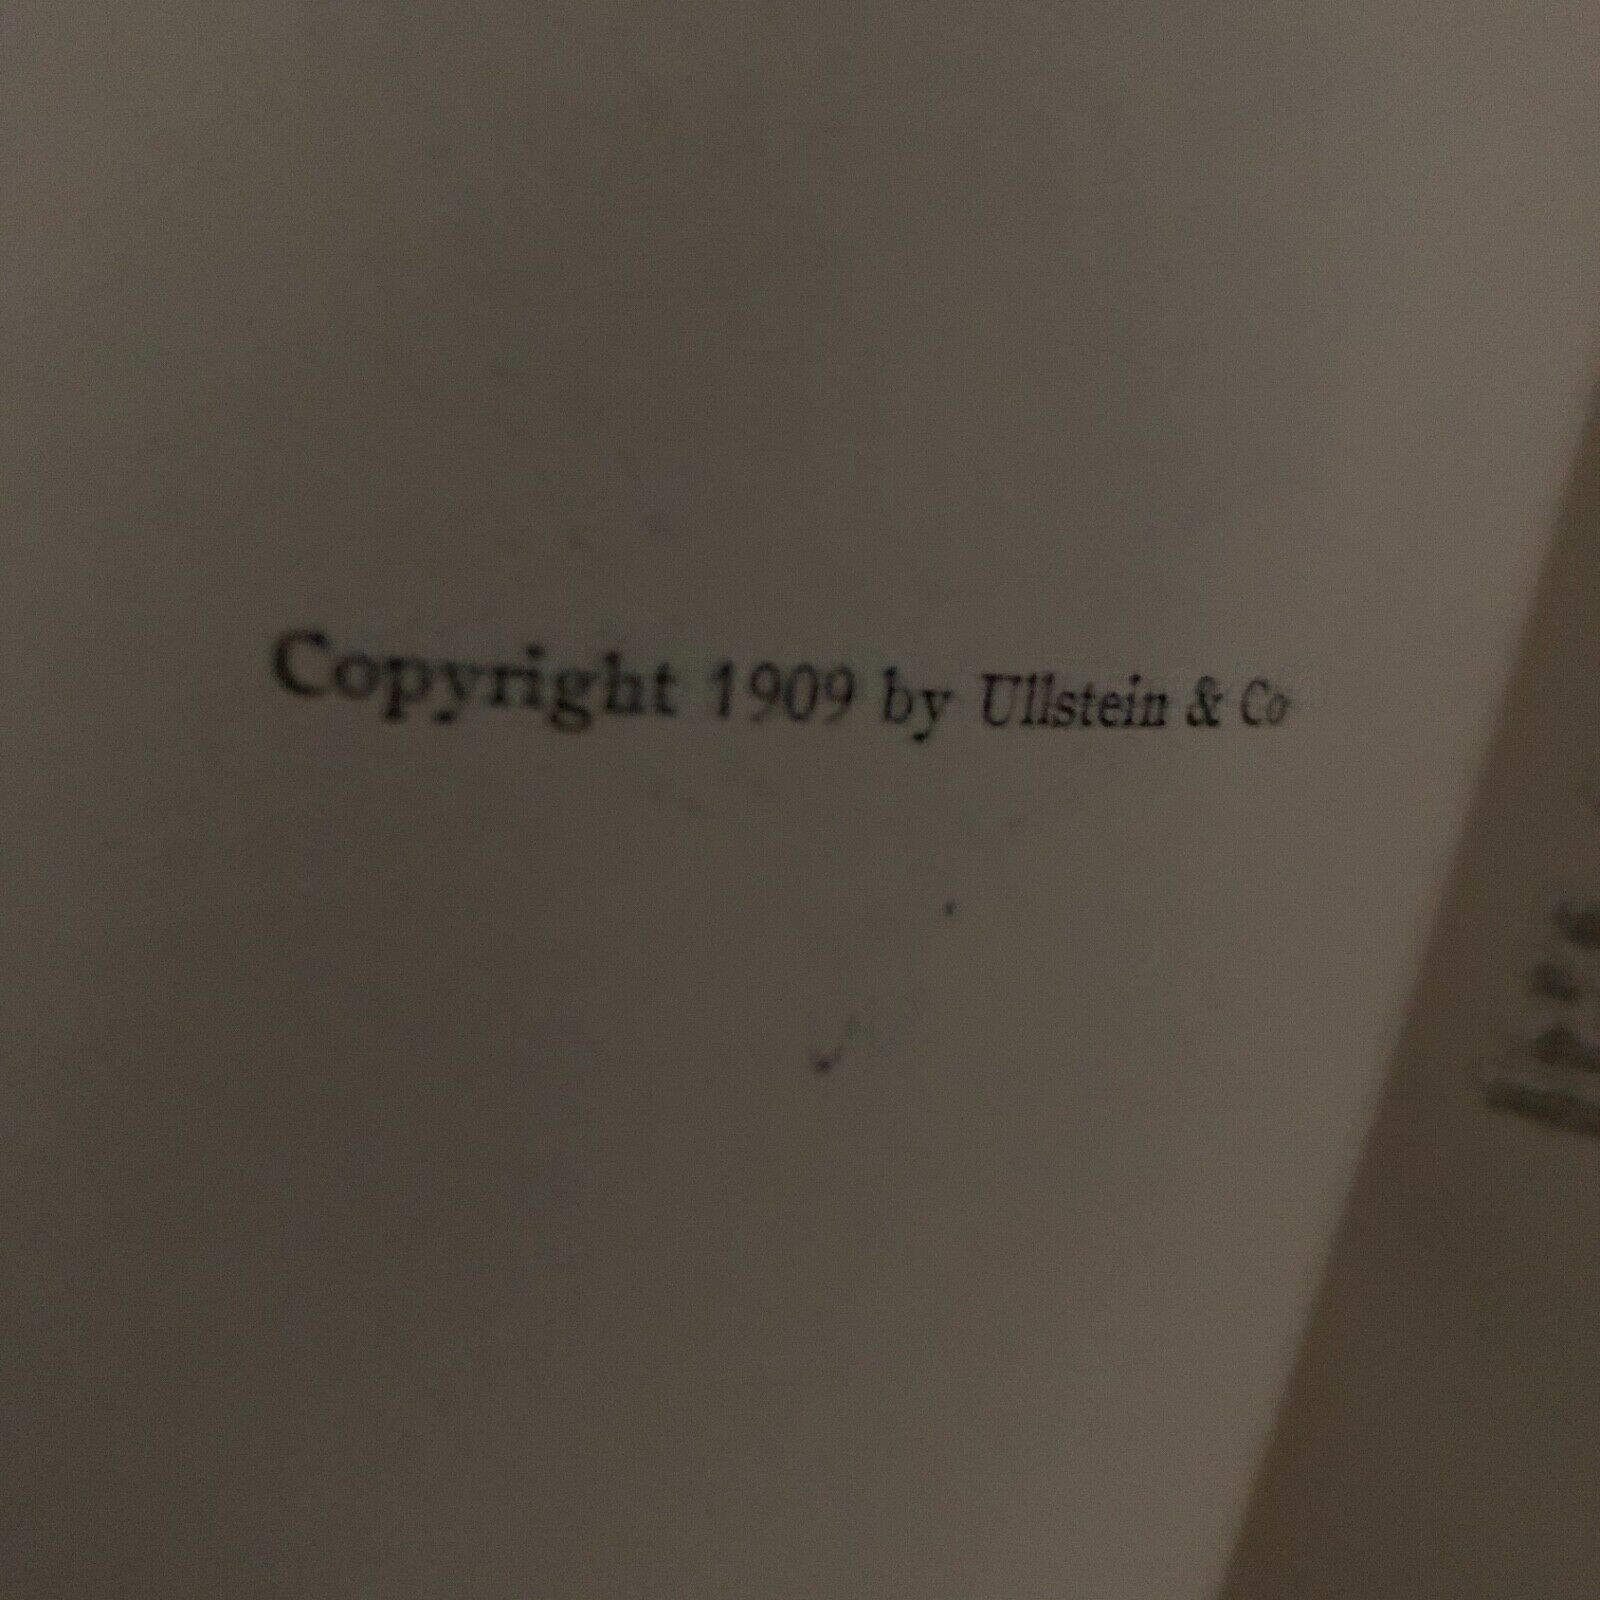 Copyright 1909 by Ullstein & Co